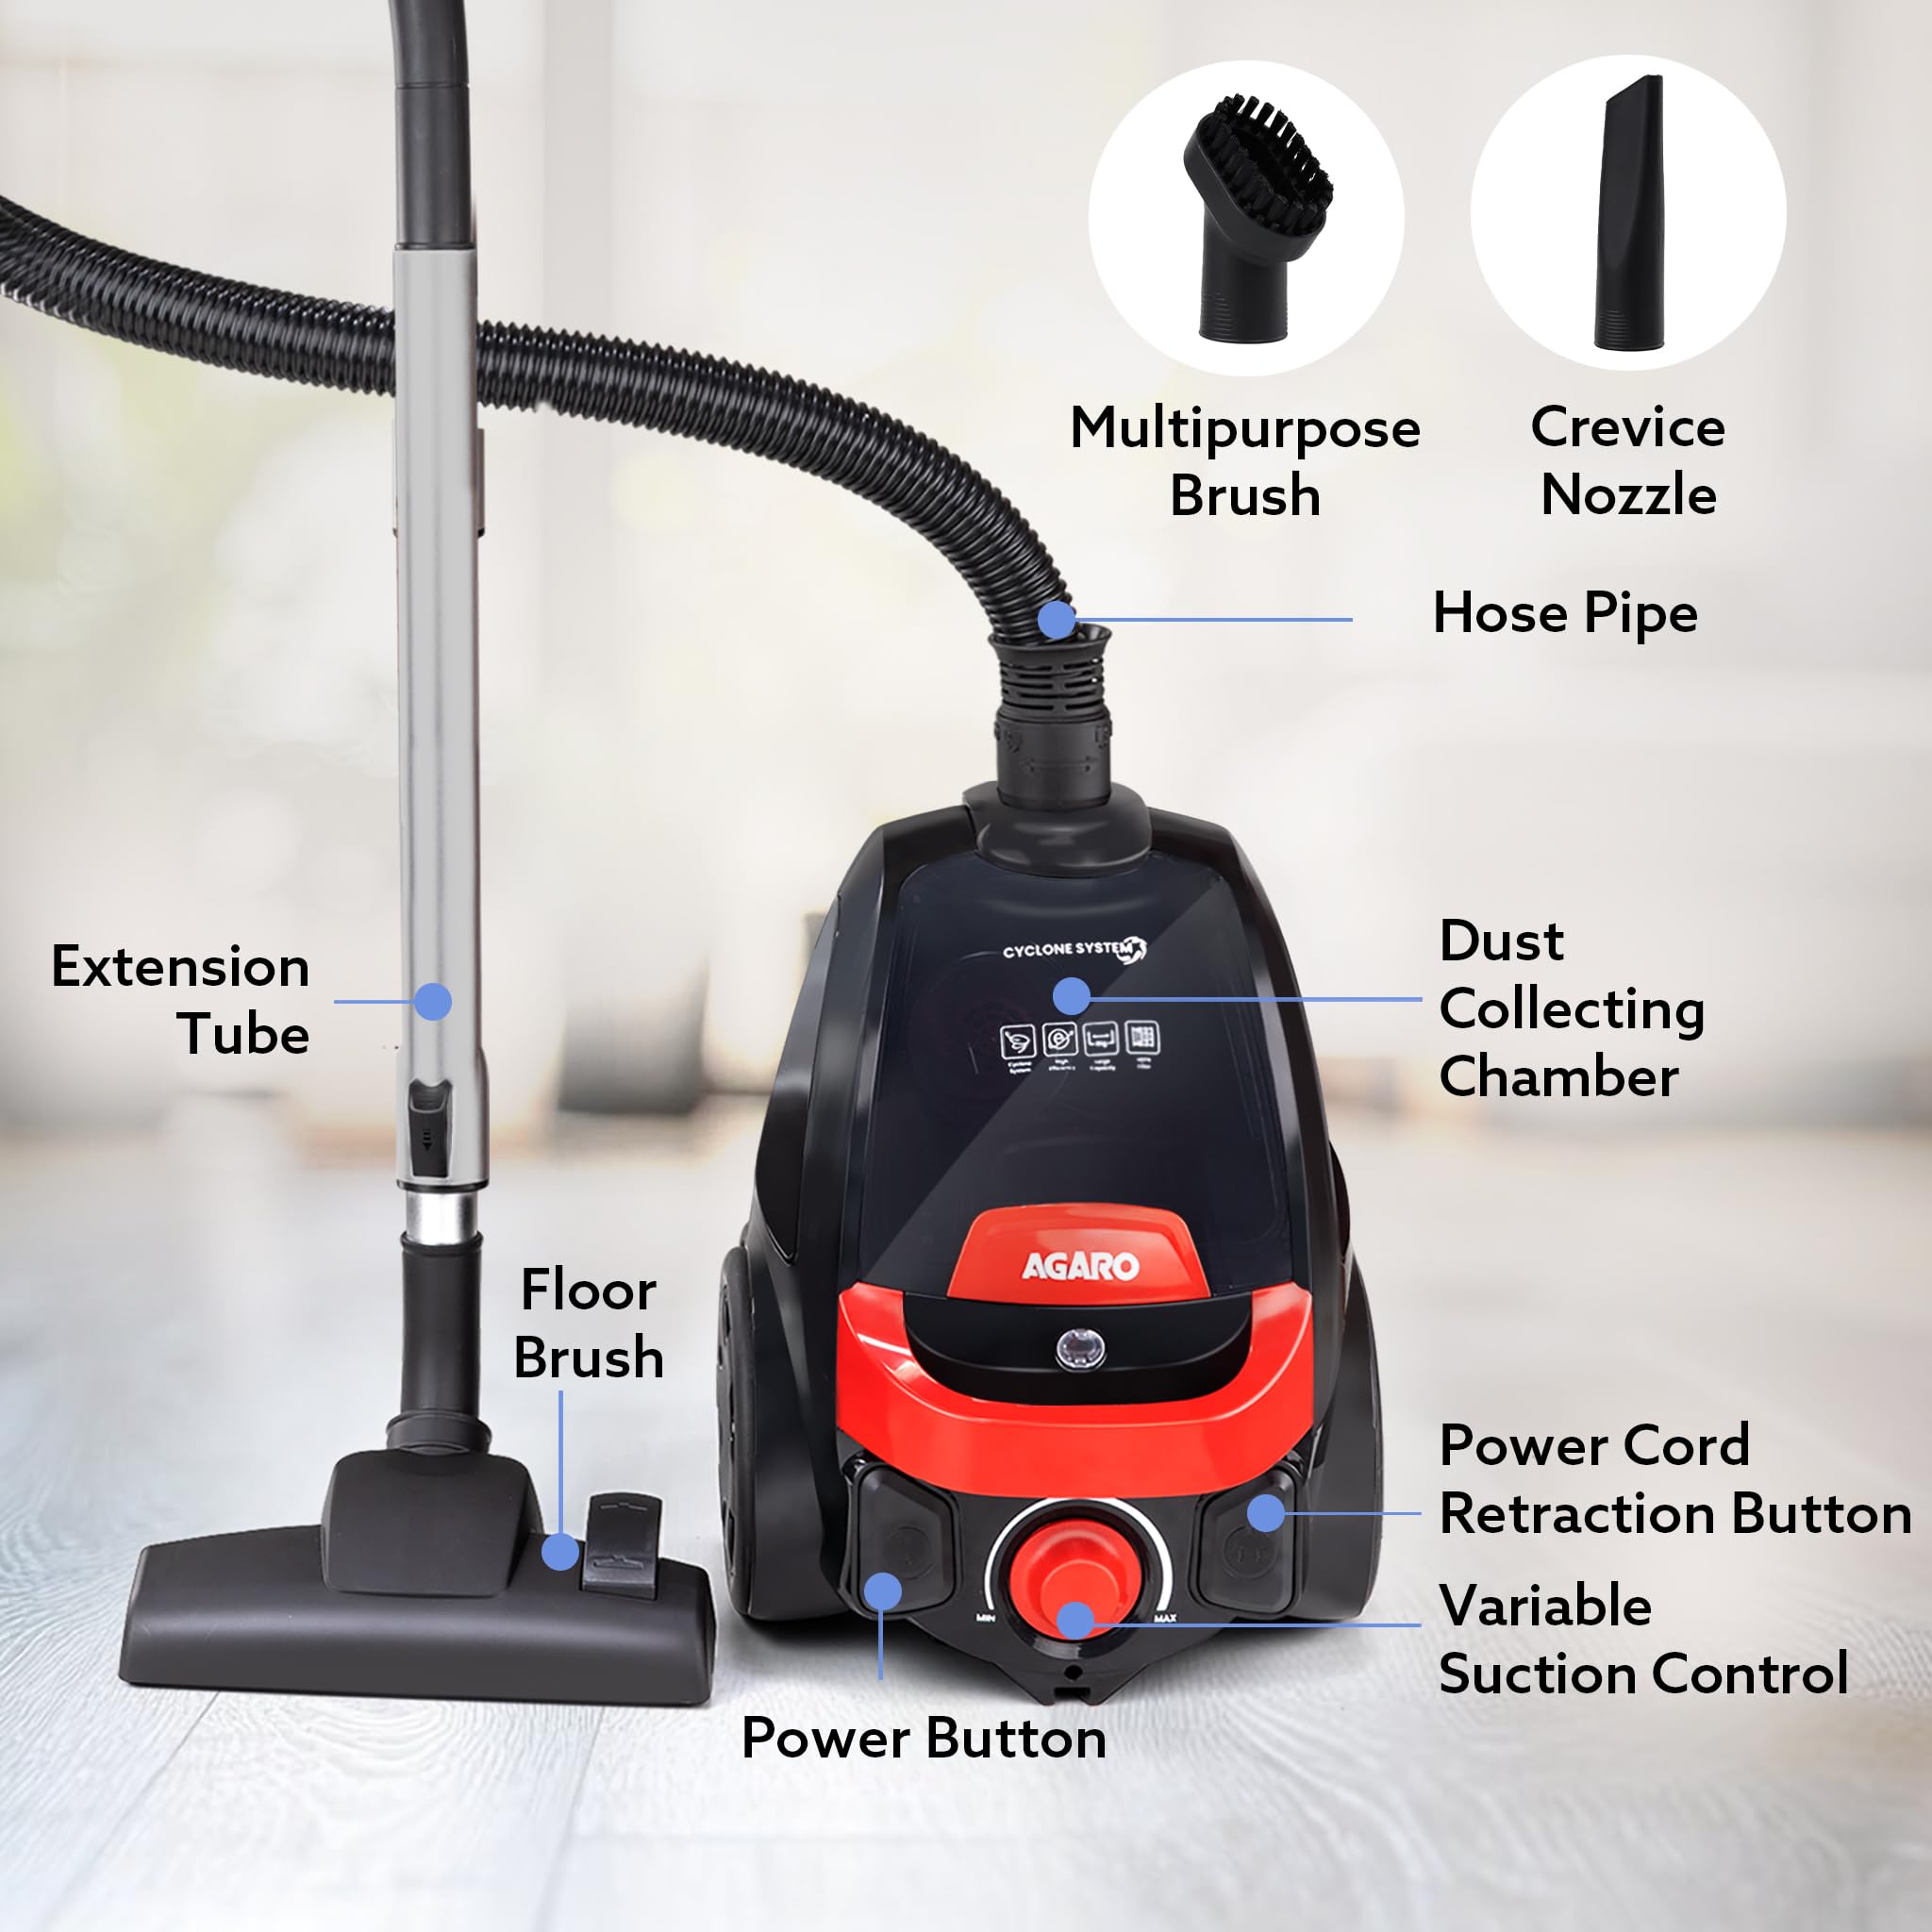 Multipurpose
Brush
Crevice
Nozzle
Hose Pipe
CYCLONE SYSTEM
Dust
Collecting
Chamber
Extension
Tube
AGARO
Floor
Brush
Power Cord
Retraction Button
MIN
MAX
Variable
Suction Control
Power Button